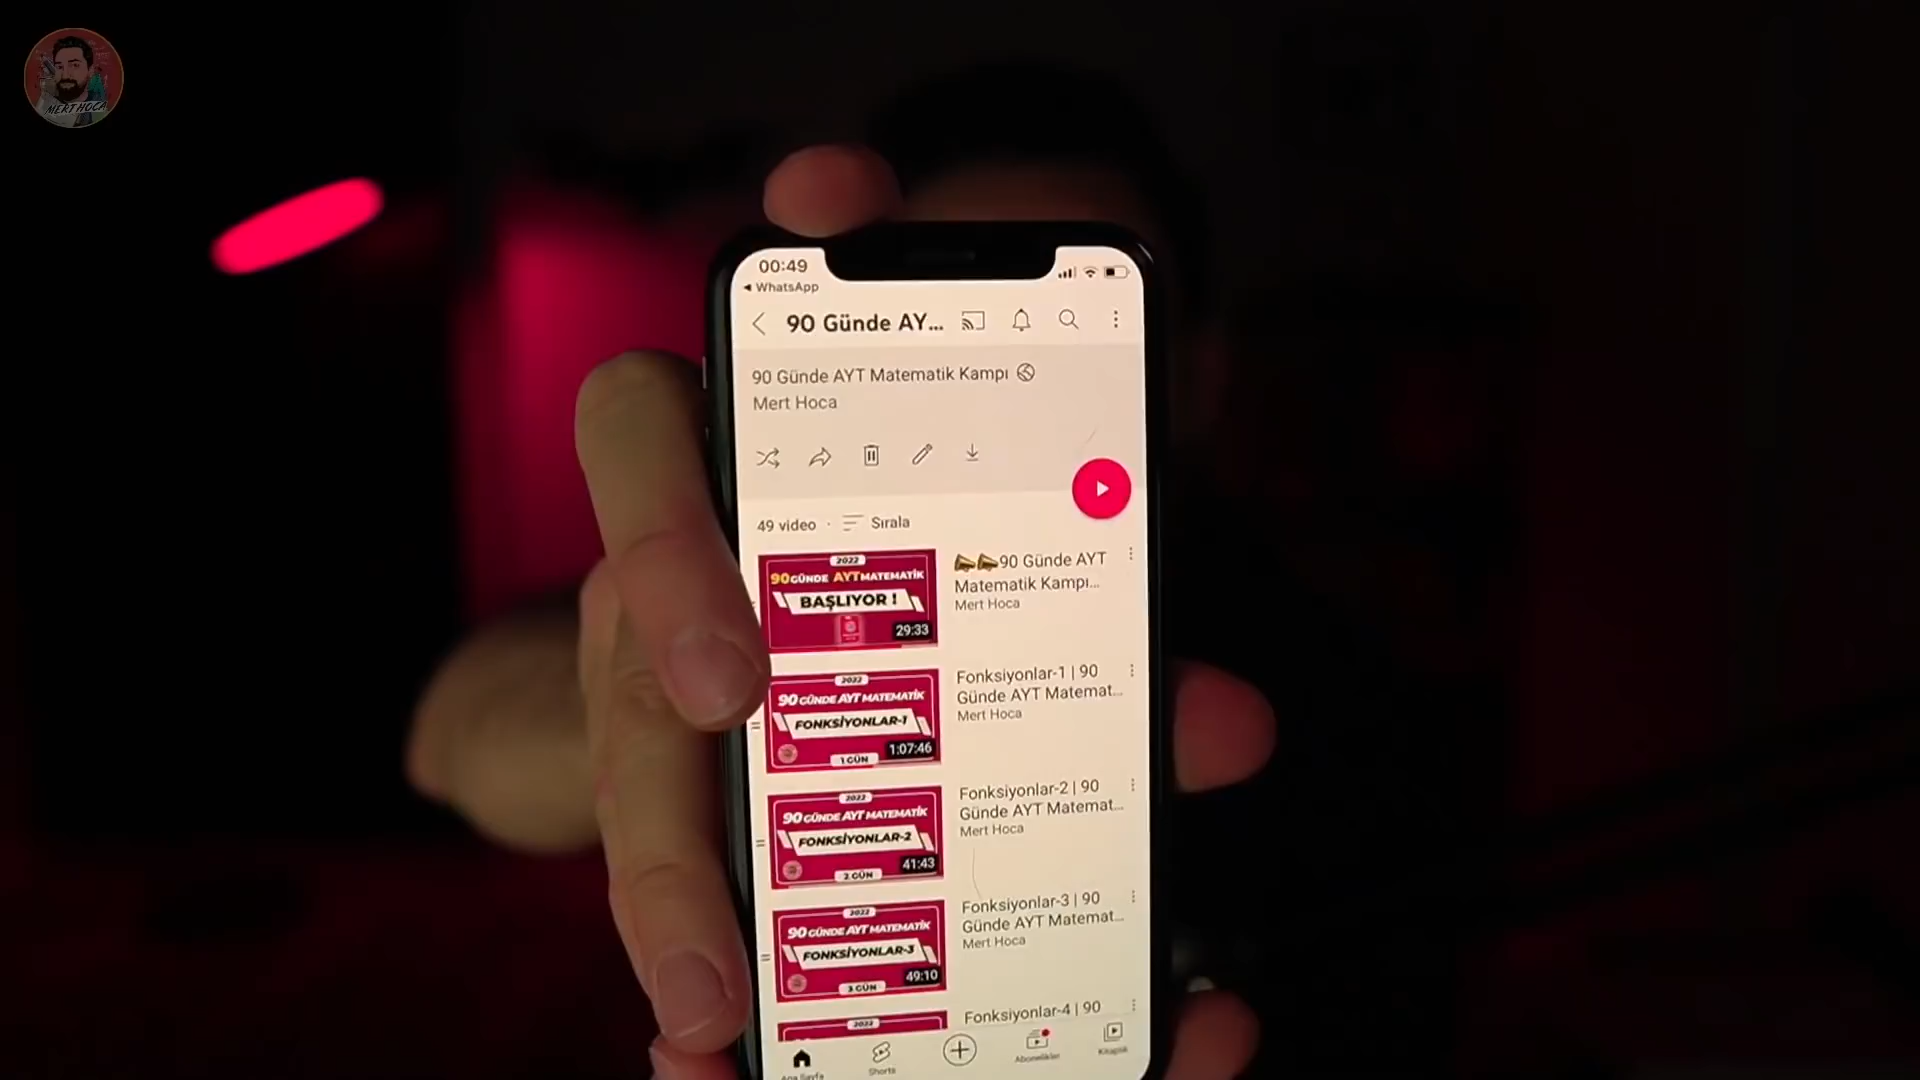 MERT HOCA
00:49
WhatsApp
90 Günde AY...
90 Günde AYT Matematik Kampı
Mert Hoca
49 video · Sırala
2022
90 GÜNDE AYT MATEMATİK
BAŞLIYOR !
29:33
90 Günde AYT
Matematik Kampı...
Mert Hoca
2022
90 GÜNDE AYT MATEMATİK
FONKSİYONLAR-1
1:07:46
1 GÜN
Fonksiyonlar-1 | 90
Günde AYT Matemat...
Mert Hoca
2022
90 GÜNDE AYT MATEMATİK
FONKSİYONLAR-2
41:43
2.GÜN
Fonksiyonlar-2 | 90
Günde AYT Matemat...
Mert Hoca
2022
90 GÜNDE AYT MATEMATİK
FONKSİYONLAR-3
49:10
3 GÜN
Fonksiyonlar-3 | 90
Günde AYT Matemat...
Mert Hoca
2022
Fonksiyonlar-4 | 90
Ana Sayfa
Shorts
Abonelikler
Kitaplık